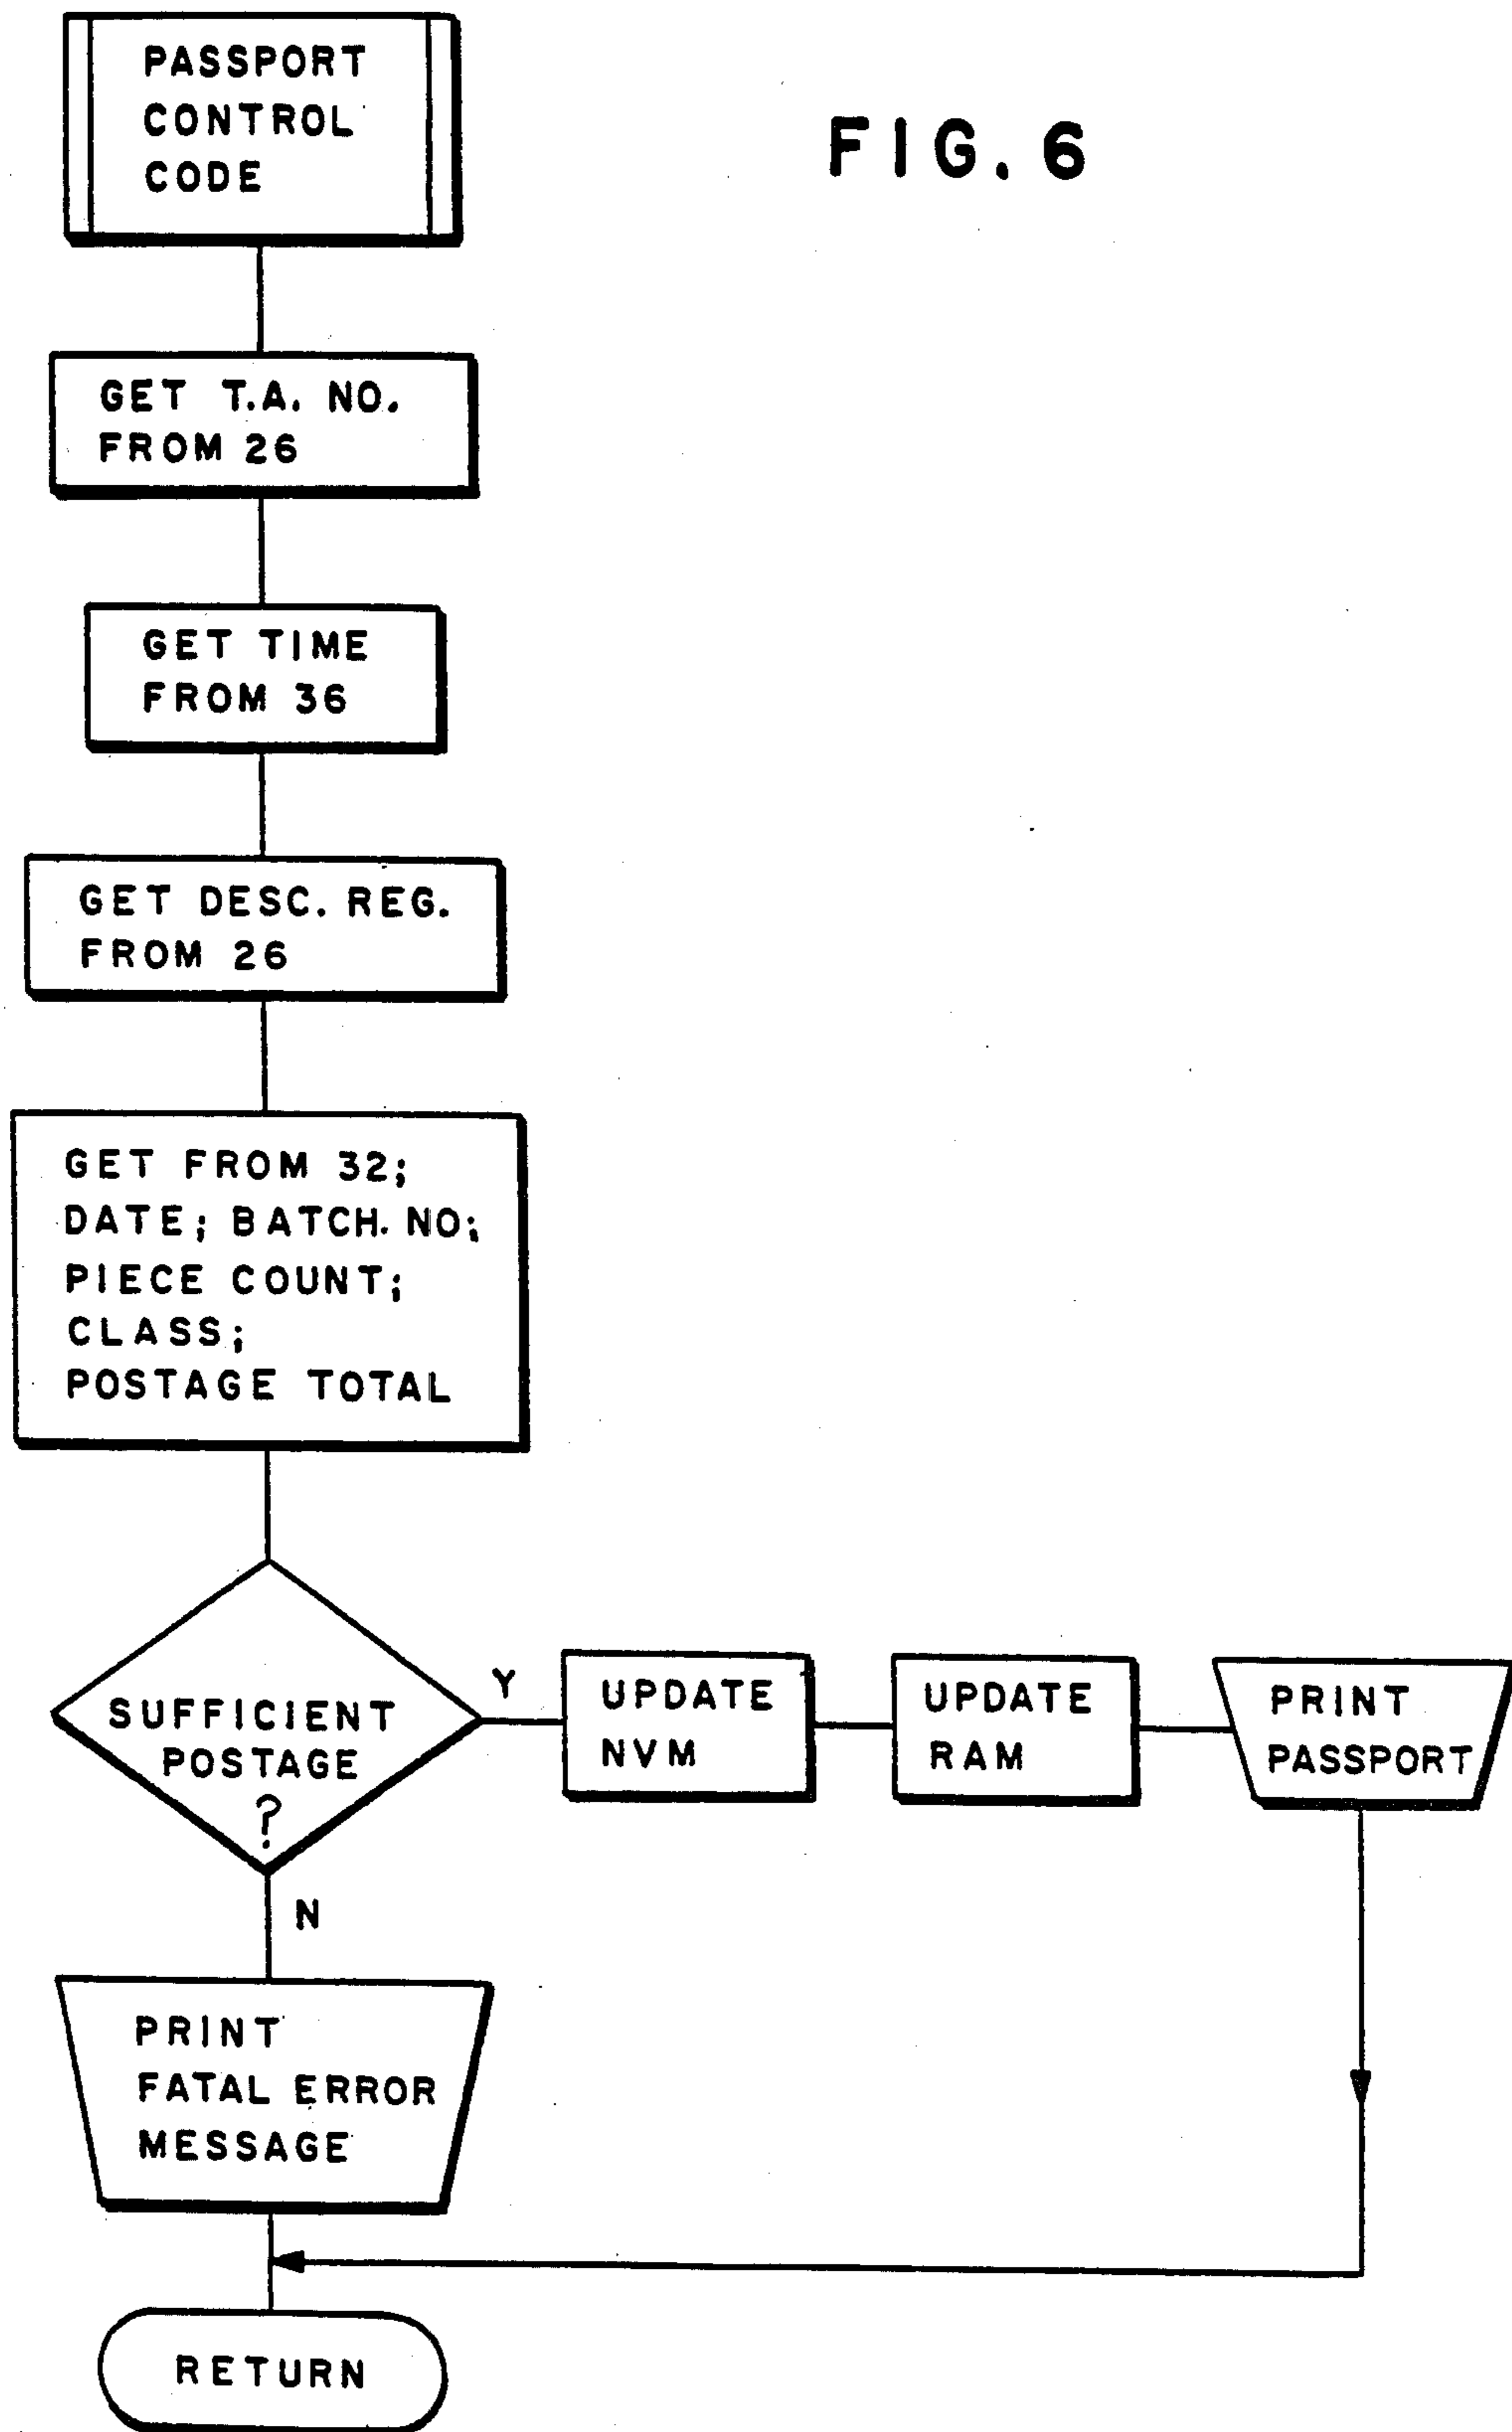 PASSPORT
CONTROL
CODE
FIG. 6
GET T.A. NO.
FROM 26
GET TIME
FROM 36
GET DESC. REG.
FROM 26
GET FROM 32;
DATE; BATCH. NO;
PIECE COUNT;
CLASS;
POSTAGE TOTAL
SUFFICIENT
POSTAGE
?
Y
UPDATE
NVM
UPDATE
RAM
PRINT
PASSPORT
N
PRINT
FATAL ERROR
MESSAGE
RETURN